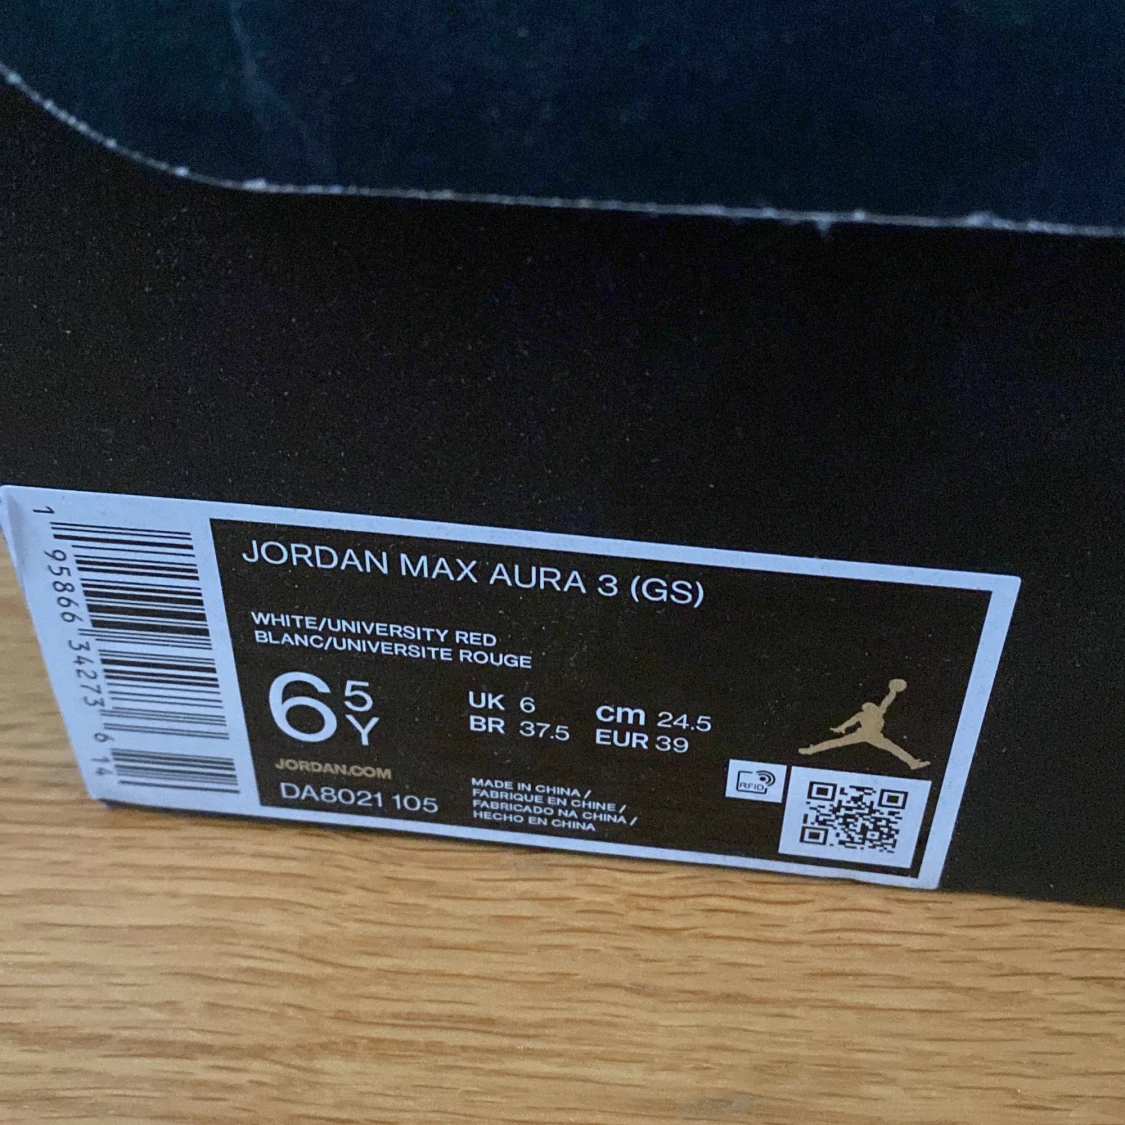 1 95866 34273 6 14
JORDAN MAX AURA 3 (GS)
WHITE/UNIVERSITY RED
BLANC/UNIVERSITE ROUGE
6 5 Y
UK 6
BR 37.5
cm 24.5
EUR 39
JORDAN.COM
DA8021 105
MADE IN CHINA /
FABRIQUE EN CHINE /
FABRICADO NA CHINA /
HECHO EN CHINA
RFID